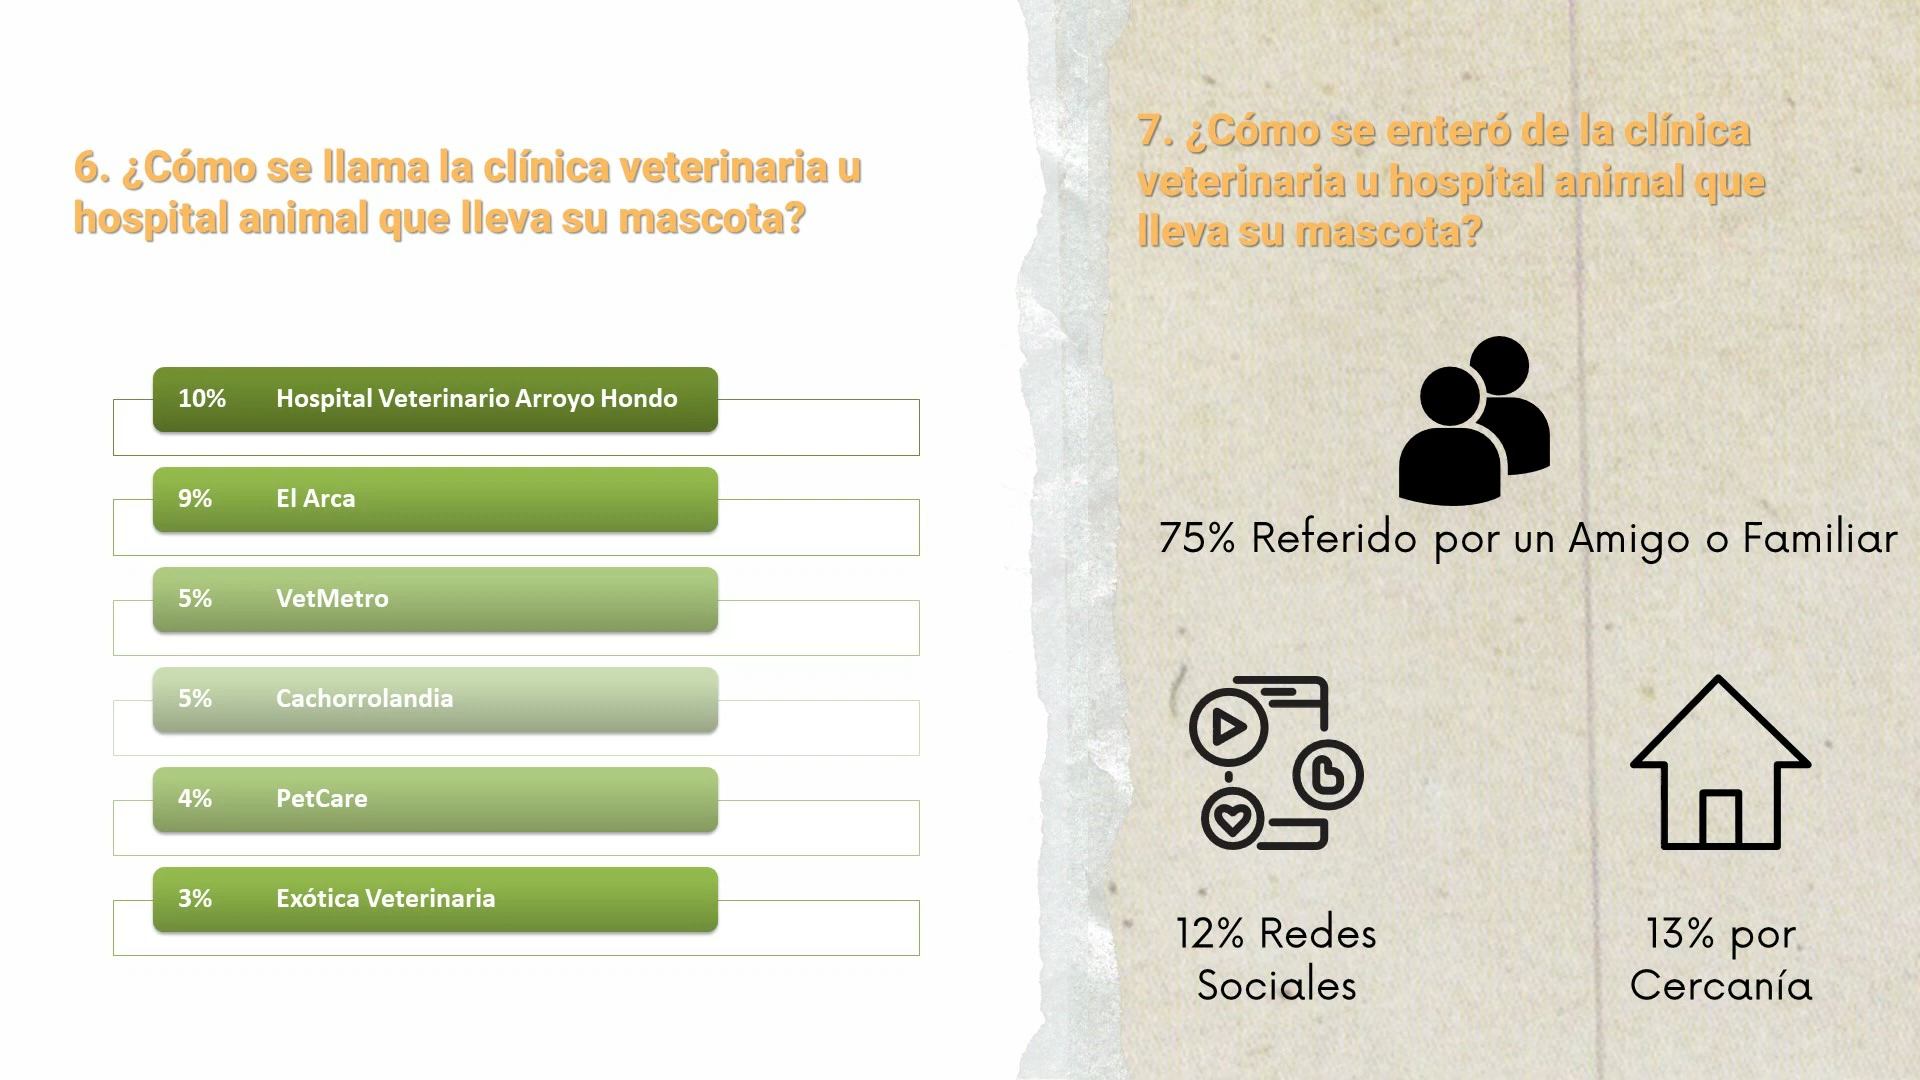 6. ¿Cómo se llama la clínica veterinaria u
hospital animal que lleva su mascota?
10% Hospital Veterinario Arroyo Hondo
9% El Arca
5% VetMetro
5% Cachorrolandia
4% PetCare
3% Exótica Veterinaria
7. ¿Cómo se enteró de la clínica
veterinaria u hospital animal que
lleva su mascota?
75% Referido por un Amigo o Familiar
12% Redes
Sociales
13% por
Cercanía